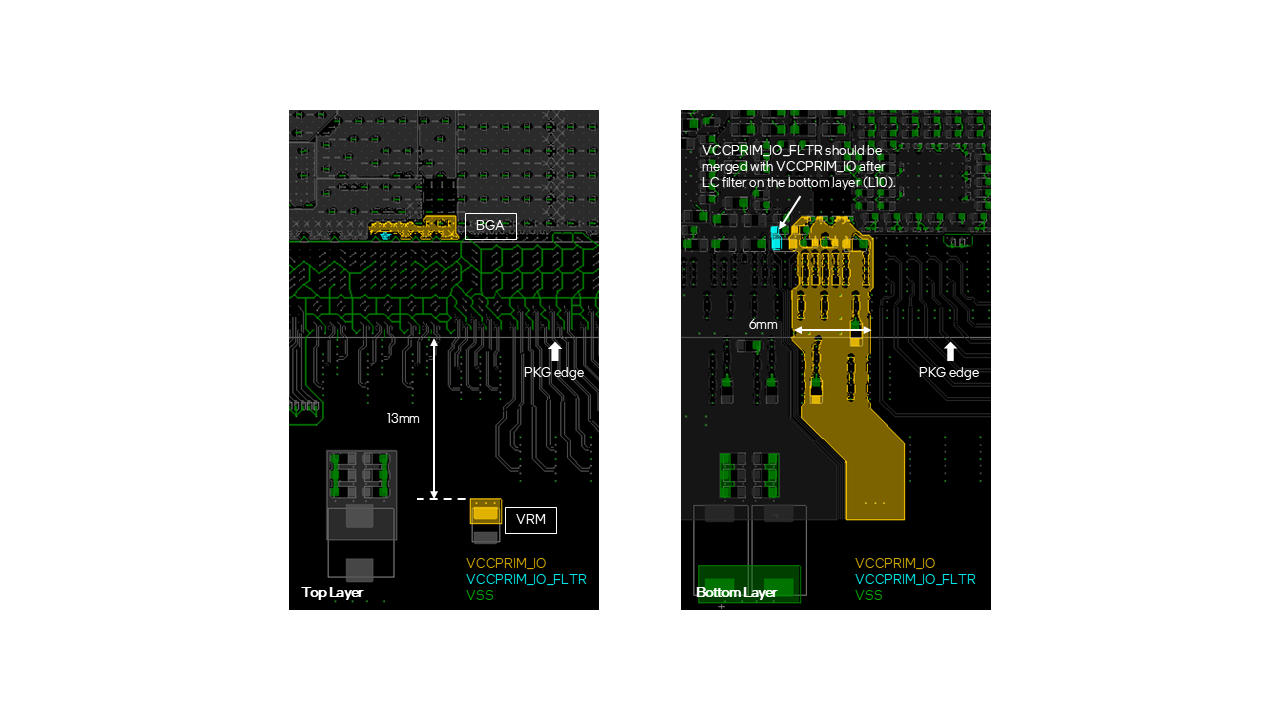 BGA
PKG edge
13mm
VRM
VCCPRIM_IO
VCCPRIM_IO_FLTR
VSS
Top Layer
VCCPRIM_IO_FLTR should be
merged with VCCPRIM_IO after
LC filter on the bottom layer (L10).
6mm
PKG edge
VCCPRIM_IO
VCCPRIM_IO_FLTR
VSS
Bottom Layer